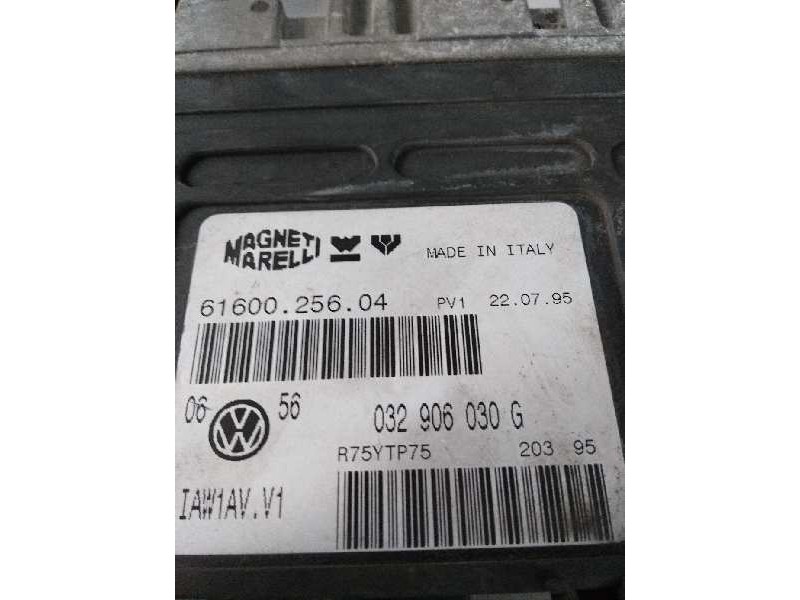 MAGNETI MARELLI MADE IN ITALY
61600.256.04 PV1 22.07.95
06 56 032 906 030 G
R75YTP75 203 95
IAW1AV.V1